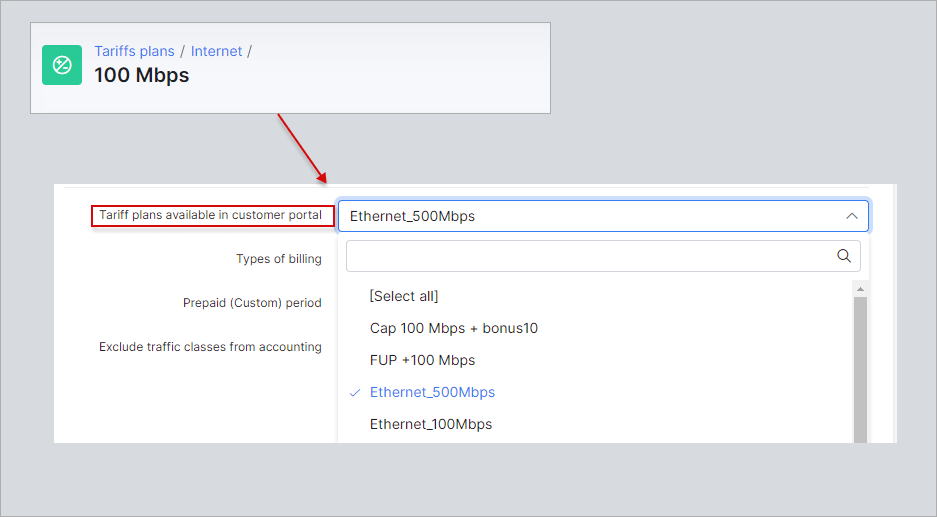 Tariffs plans / Internet /
100 Mbps
Tariff plans available in customer portal
Ethernet_500Mbps
Types of billing
Prepaid (Custom) period
Exclude traffic classes from accounting
[Select all]
Cap 100 Mbps + bonus10
FUP +100 Mbps
Ethernet_500Mbps
Ethernet_100Mbps